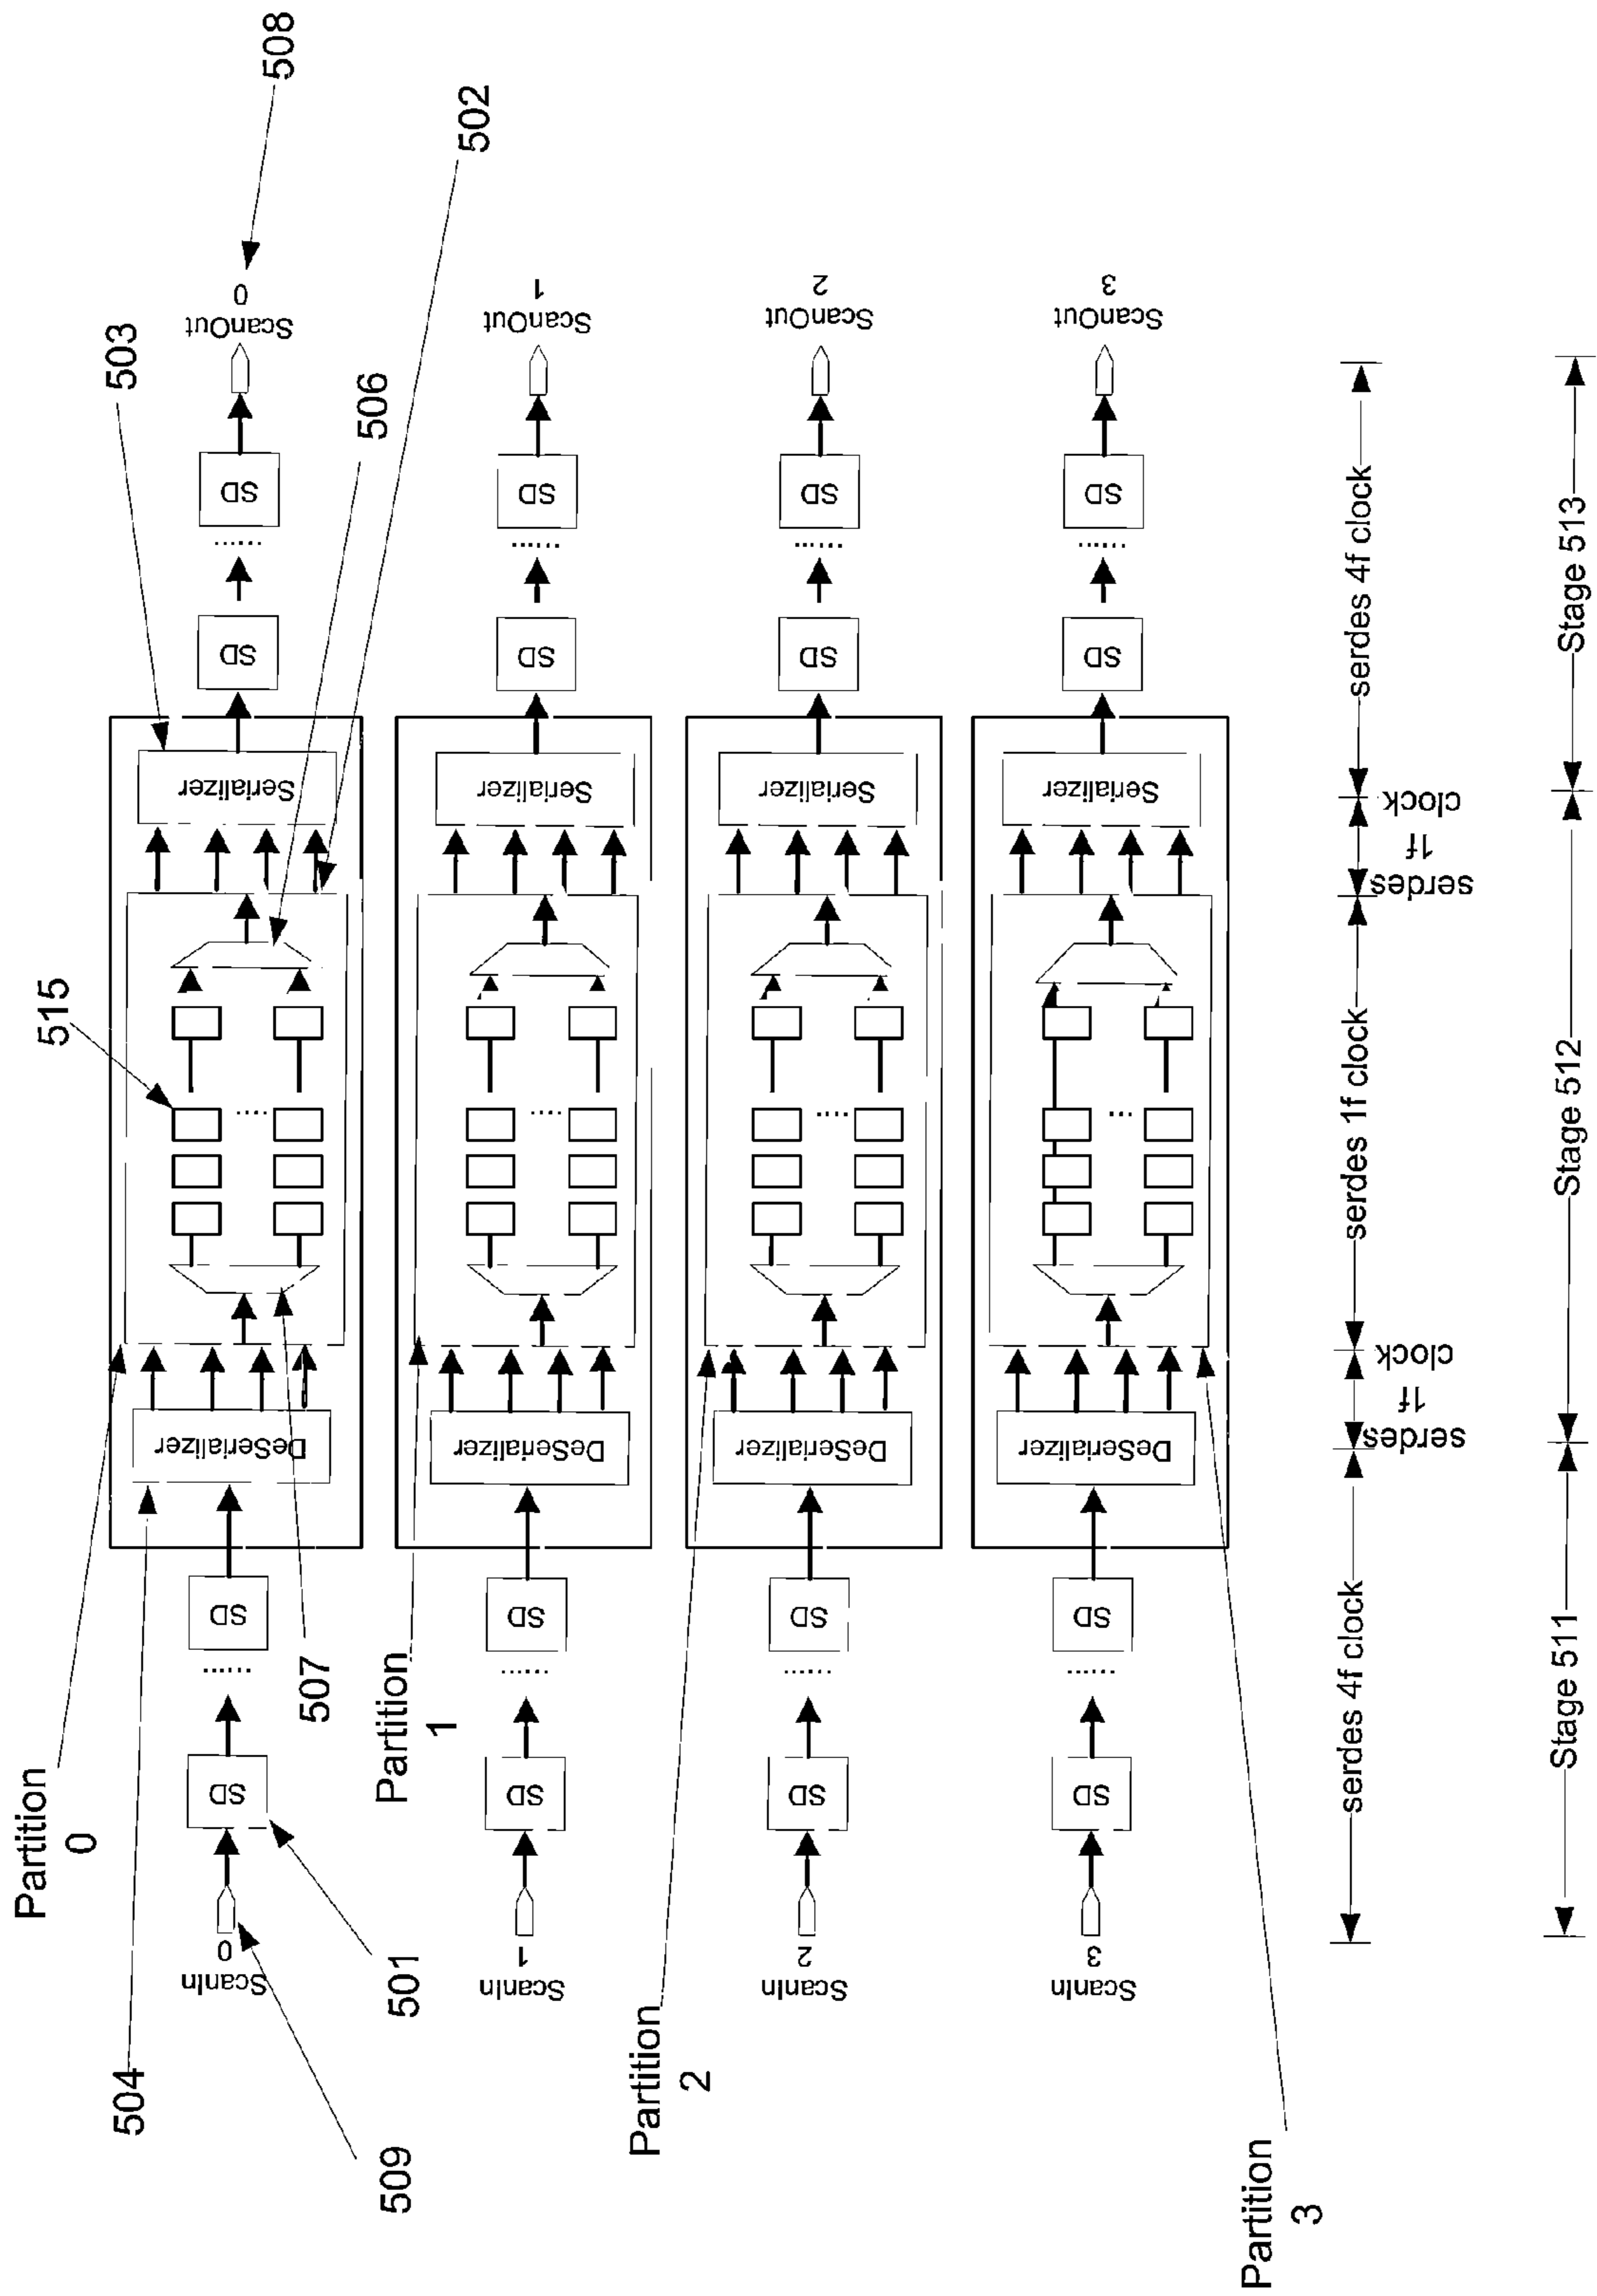 508
502
503
506
515
ScanOut
0
ScanOut
1
ScanOut
2
ScanOut
3
SD
SD
SD
SD
SD
SD
SD
SD
Serializer
Serializer
Serializer
Serializer
....
....
....
...
DeSerializer
DeSerializer
DeSerializer
DeSerializer
SD
SD
SD
SD
SD
SD
SD
SD
ScanIn
0
ScanIn
1
ScanIn
2
ScanIn
3
Partition
0
Partition
1
Partition
2
Partition
3
504
509
501
507
serdes 4f clock
serdes
1f
clock
serdes 1f clock
serdes
1f
clock
serdes 4f clock
Stage 511
Stage 512
Stage 513